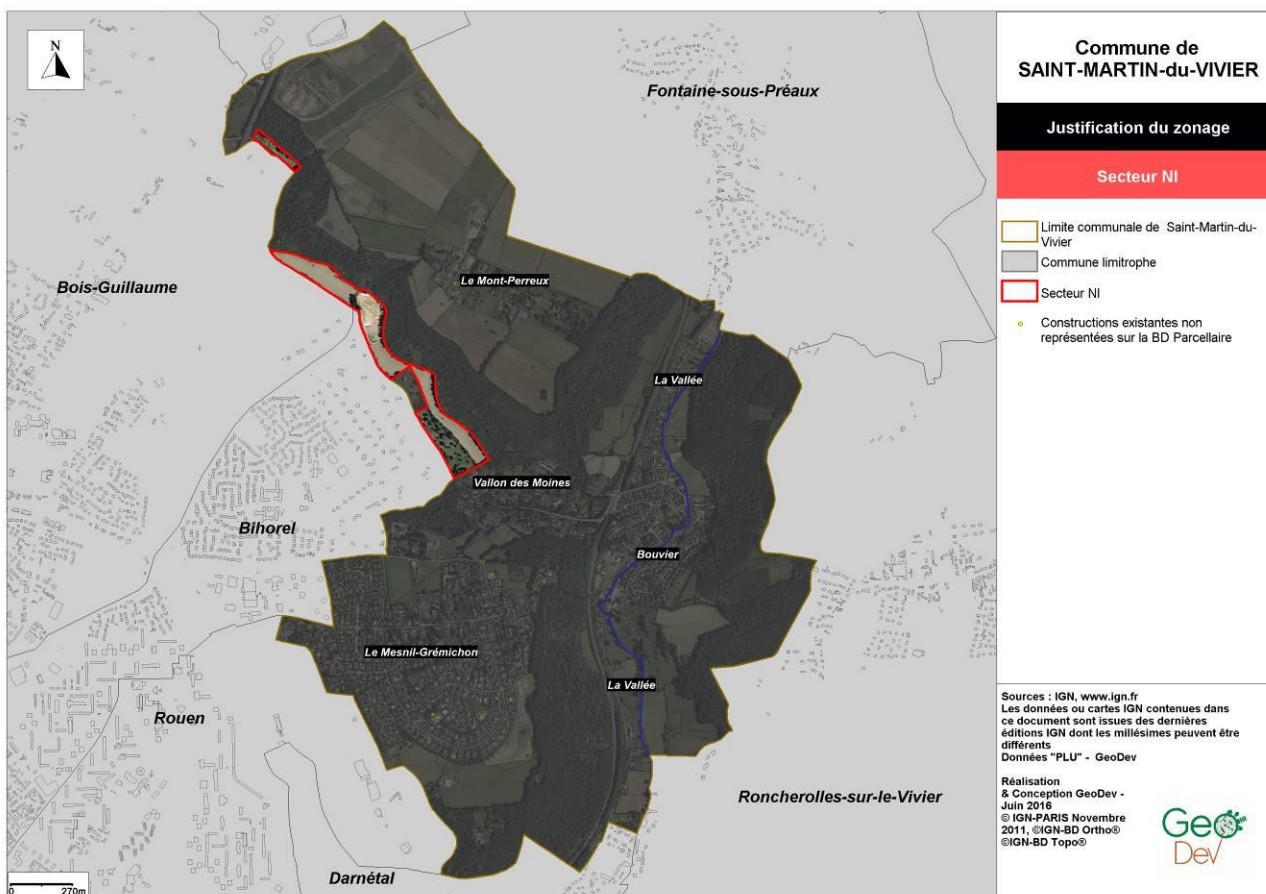 N
Fontaine-sous-Préaux
Bois-Guillaume
Le Mont-Perreux
La Vallée
Vallon des Moines
Bihorel
Bouvier
Le Mesnil-Grémichon
La Vallée
Rouen
Roncherolles-sur-le-Vivier
Darnétal
0 270m
Commune de
SAINT-MARTIN-du-VIVIER
Justification du zonage
Secteur Nl
Limite communale de Saint-Martin-du-
Vivier
Commune limitrophe
Secteur Nl
Constructions existantes non
représentées sur la BD Parcellaire
Sources : IGN, www.ign.fr
Les données ou cartes IGN contenues dans
ce document sont issues des dernières
éditions IGN dont les millésimes peuvent être
différents
Données "PLU" - GeoDev
Réalisation
& Conception GeoDev -
Juin 2016
© IGN-PARIS Novembre
2011, ©IGN-BD Ortho®
©IGN-BD Topo®
Geo
Dev